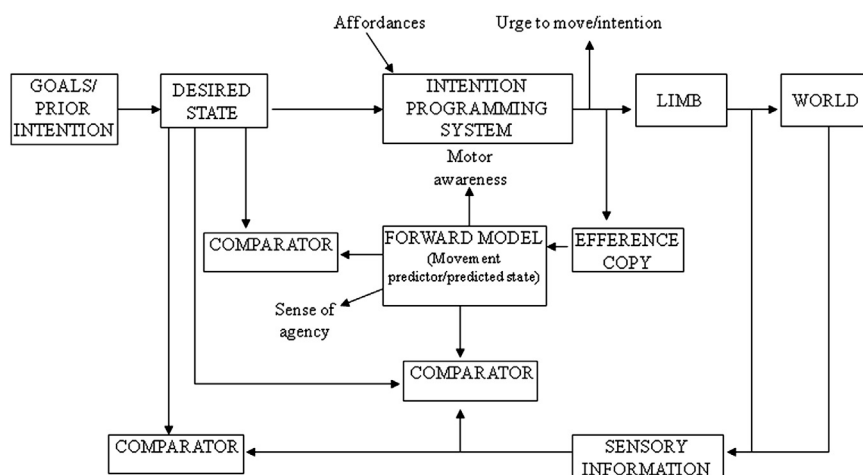 Affordances
Urge to move/intention
GOALS/
PRIOR
INTENTION
DESIRED
STATE
INTENTION
PROGRAMMING
SYSTEM
LIMB
WORLD
Motor
awareness
COMPARATOR
FORWARD MODEL
(Movement
predictor/predicted state)
EFFERENCE
COPY
Sense of
agency
COMPARATOR
COMPARATOR
SENSORY
INFORMATION